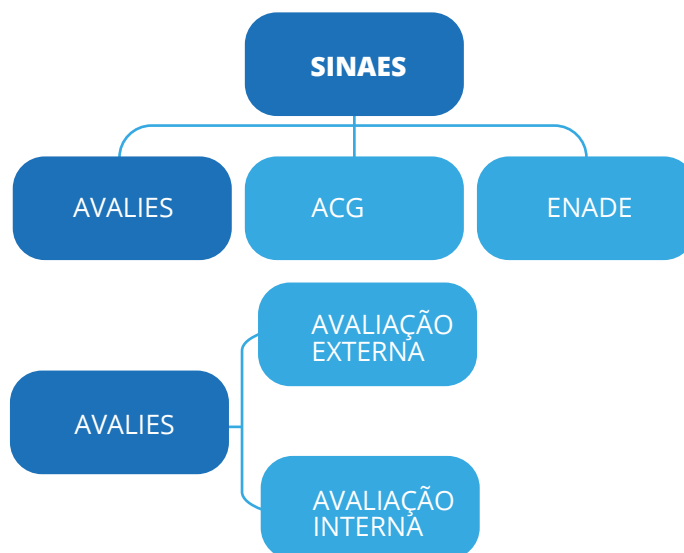 SINAES
AVALIES
ACG
ENADE
AVALIAÇÃO
EXTERNA
AVALIES
AVALIAÇÃO
INTERNA